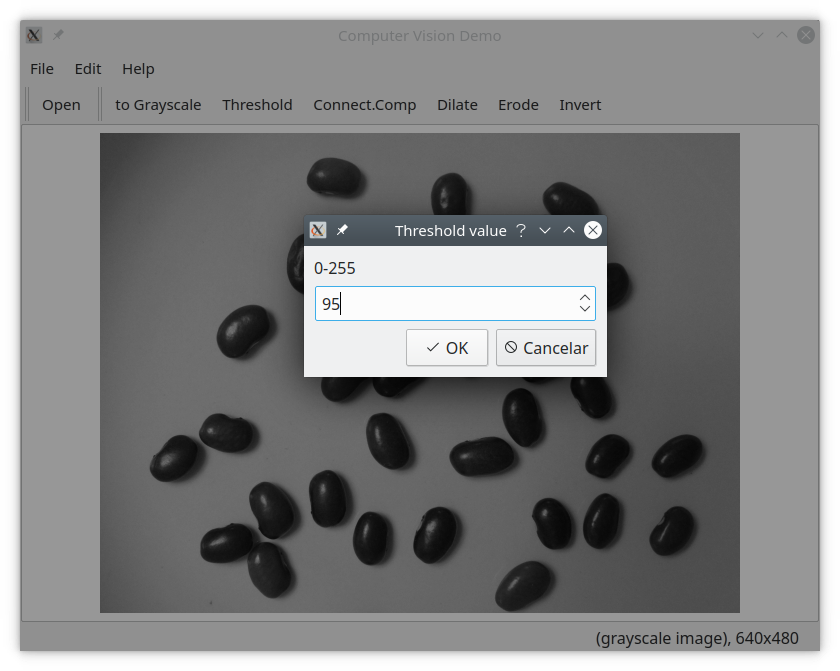 Computer Vision Demo
File Edit Help
Open to Grayscale Threshold Connect.Comp Dilate Erode Invert
Threshold value
0-255
95
OK Cancelar
(grayscale image), 640x480